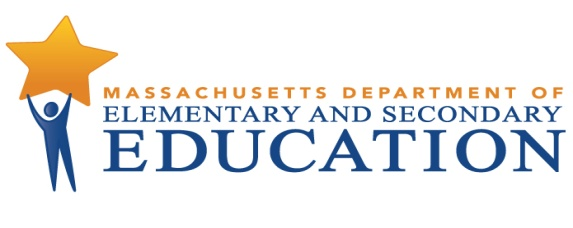 MASSACHUSETTS DEPARTMENT OF
ELEMENTARY AND SECONDARY
EDUCATION